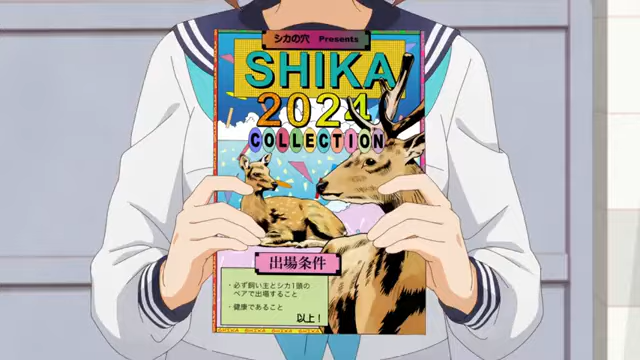 シカの穴 Presents
SHIKA
2024
COLLECTION
出場条件
・必ず飼い主とシカ1頭の
ペアで出場すること
・健康であること
以上！